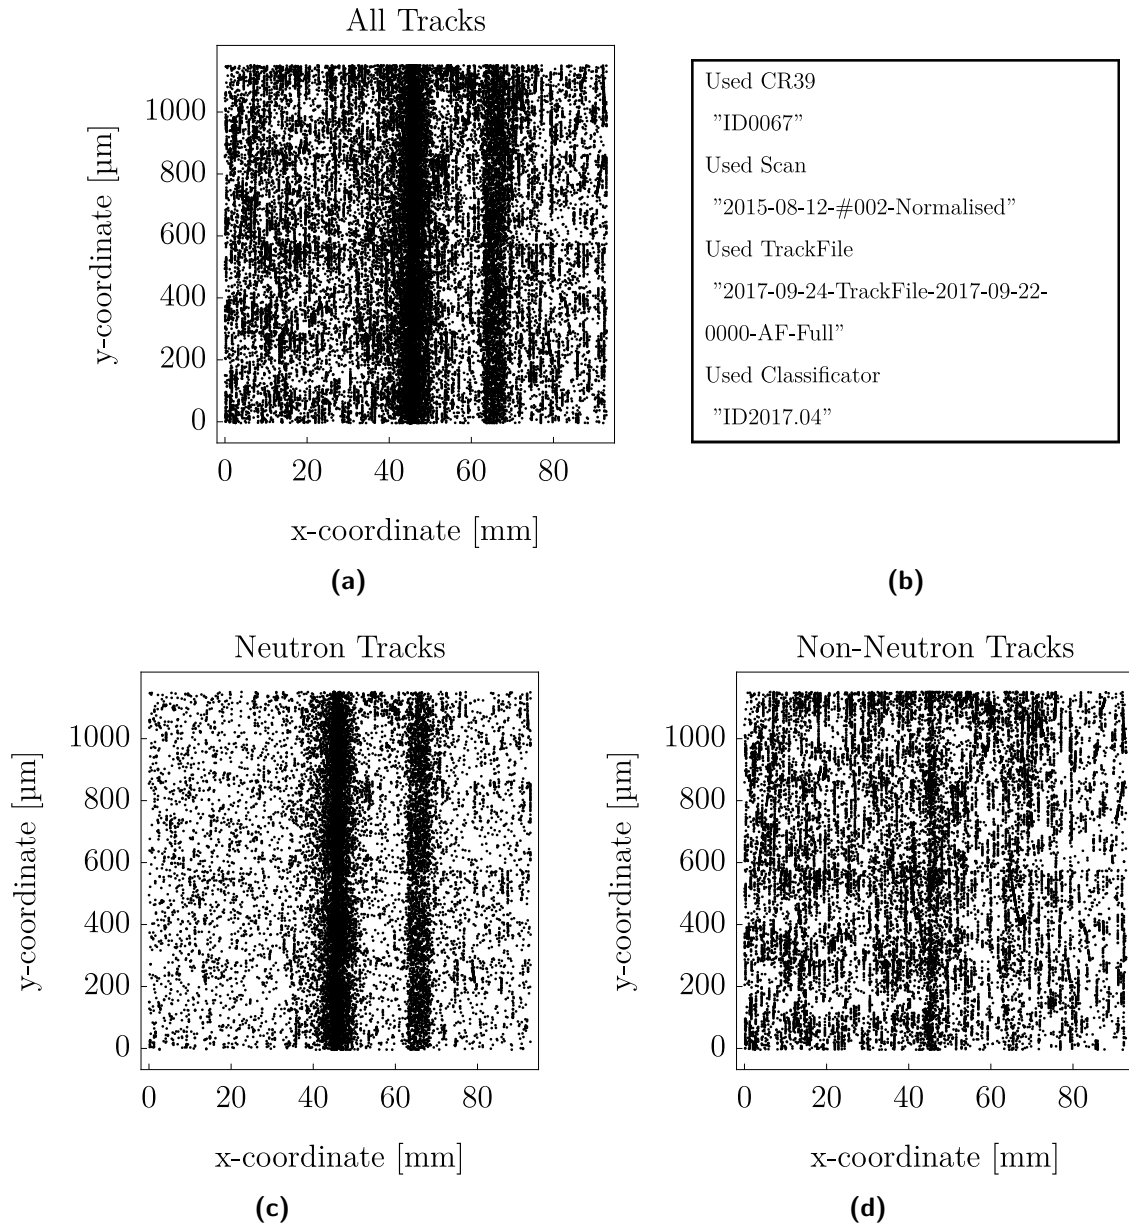 All Tracks
1000
800
600
400
200
0
y-coordinate [µm]
0 20 40 60 80
x-coordinate [mm]
(a)
Used CR39
"ID0067"
Used Scan
"2015-08-12-#002-Normalised"
Used TrackFile
"2017-09-24-TrackFile-2017-09-22-
0000-AF-Full"
Used Classificator
"ID2017.04"
(b)
Neutron Tracks
1000
800
600
400
200
0
y-coordinate [µm]
0 20 40 60 80
x-coordinate [mm]
(c)
Non-Neutron Tracks
1000
800
600
400
200
0
y-coordinate [µm]
0 20 40 60 80
x-coordinate [mm]
(d)